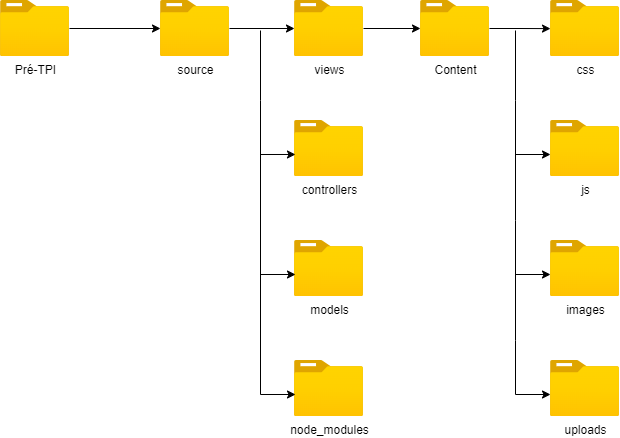 Pré-TPI
source
views
Content
css
controllers
js
models
images
node_modules
uploads